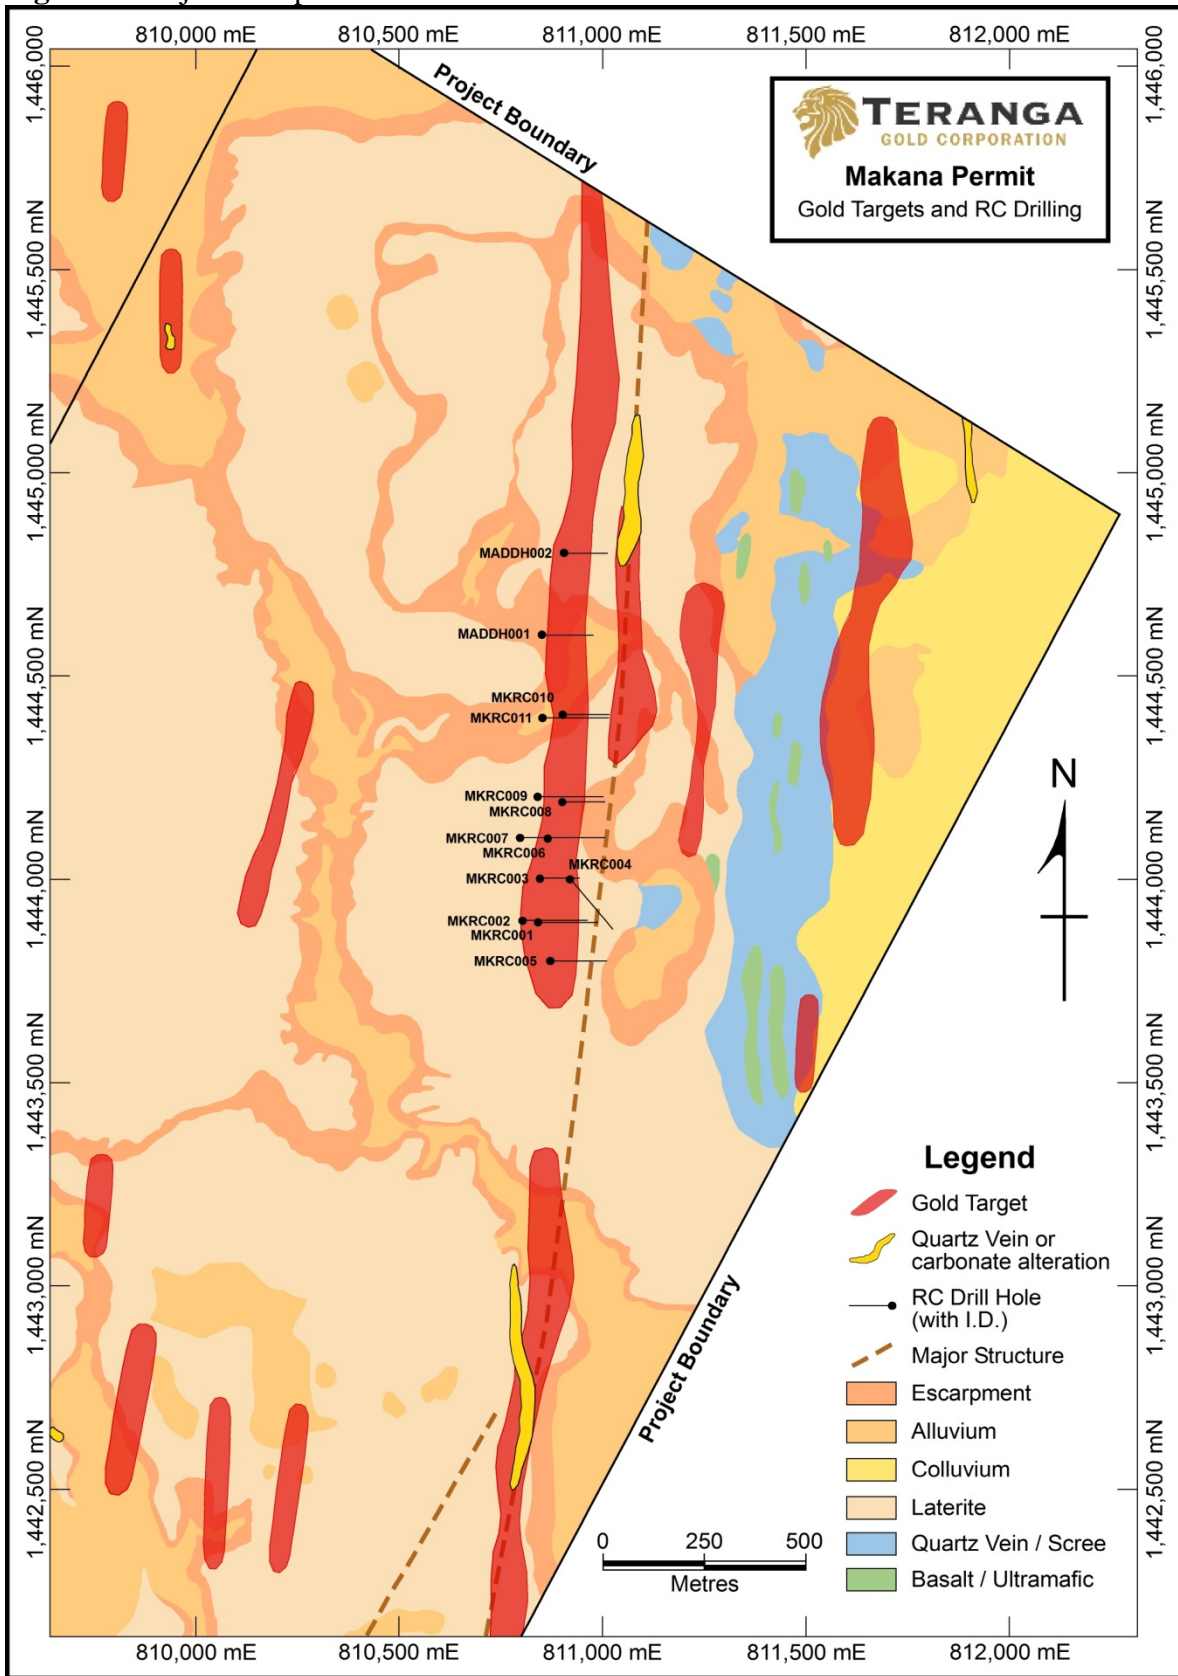 810,000 mE 810,500 mE 811,000 mE 811,500 mE 812,000 mE
1,446,000
1,445,500 mN
1,445,000 mN
1,444,500 mN
1,444,000 mN
1,443,500 mN
1,443,000 mN
1,442,500 mN
Project Boundary
TERANGA
GOLD CORPORATION
Makana Permit
Gold Targets and RC Drilling
1,446,000
1,445,500 mN
1,445,000 mN
1,444,500 mN
1,444,000 mN
1,443,500 mN
1,443,000 mN
1,442,500 mN
MADDH002
MADDH001
MKRC010
MKRC011
MKRC009
MKRC008
MKRC007
MKRC006
MKRC004
MKRC003
MKRC002
MKRC001
MKRC005
N
Project Boundary
Legend
Gold Target
Quartz Vein or
carbonate alteration
RC Drill Hole
(with I.D.)
Major Structure
Escarpment
Alluvium
Colluvium
Laterite
Quartz Vein / Scree
Basalt / Ultramafic
0 250 500
Metres
810,000 mE 810,500 mE 811,000 mE 811,500 mE 812,000 mE